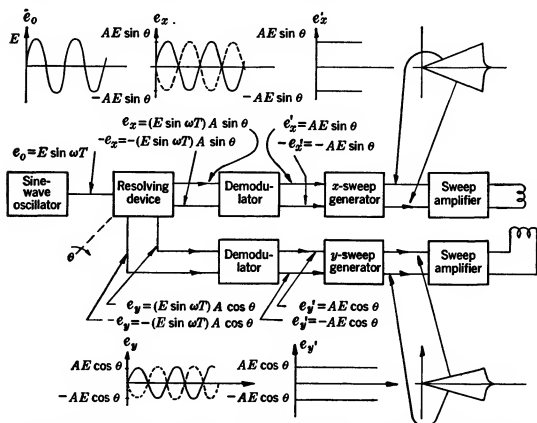 e₀
E
eₓ
AE sin θ
−AE sin θ
e′ₓ
AE sin θ
−AE sin θ
eₓ=(E sin ωT) A sin θ
−eₓ=−(E sin ωT) A sin θ
e′ₓ=AE sin θ
−e′ₓ=−AE sin θ
e₀=E sin ωT
Sine-
wave
oscillator
Resolving
device
Demodu-
lator
x-sweep
generator
Sweep
amplifier
θ
Demodu-
lator
y-sweep
generator
Sweep
amplifier
e_y=(E sin ωT) A cos θ
−e_y=−(E sin ωT) A cos θ
e_y′=AE cos θ
e_y′=−AE cos θ
e_y
AE cos θ
−AE cos θ
e_y′
AE cos θ
−AE cos θ